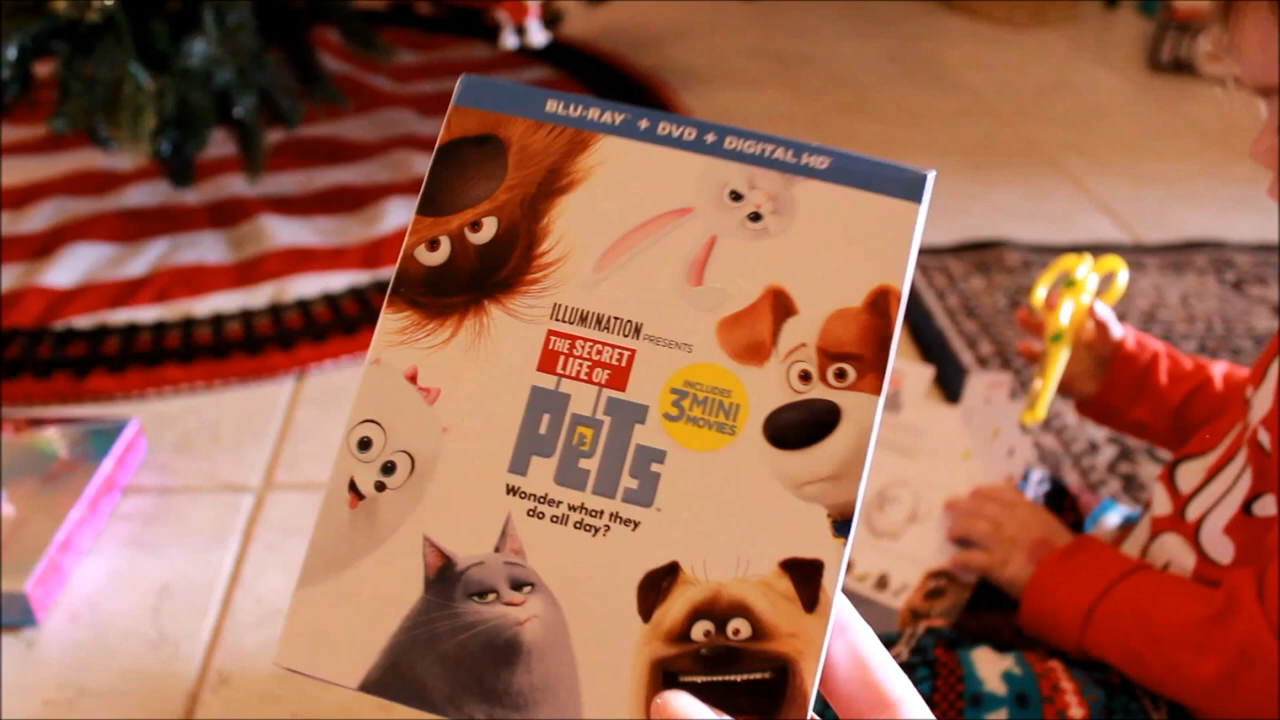 BLU-RAY™ + DVD + DIGITAL HD
ILLUMINATION PRESENTS
THE SECRET
LIFE OF
PETS
INCLUDES
3 MINI
MOVIES
Wonder what they
do all day?